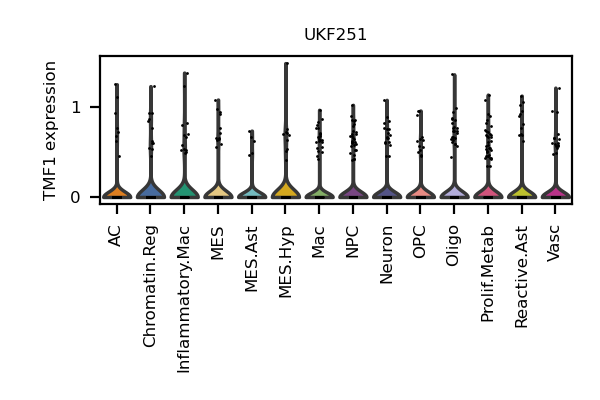 UKF251
TMF1 expression
1
0
AC
Chromatin.Reg
Inflammatory.Mac
MES
MES.Ast
MES.Hyp
Mac
NPC
Neuron
OPC
Oligo
Prolif.Metab
Reactive.Ast
Vasc